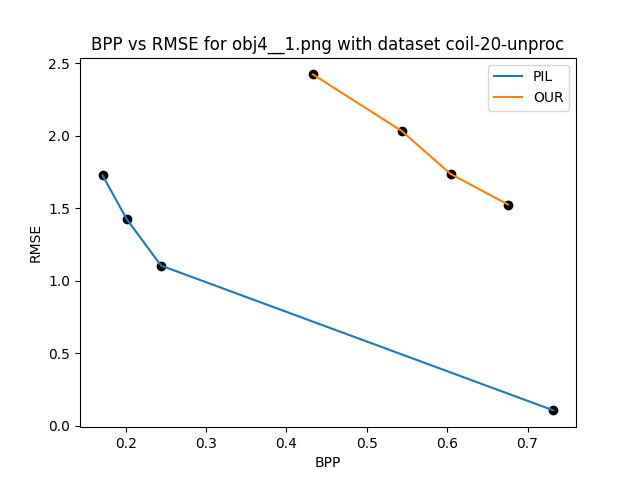 BPP vs RMSE for obj4__1.png with dataset coil-20-unproc
PIL
OUR
2.5
2.0
1.5
1.0
0.5
0.0
RMSE
0.2 0.3 0.4 0.5 0.6 0.7
BPP